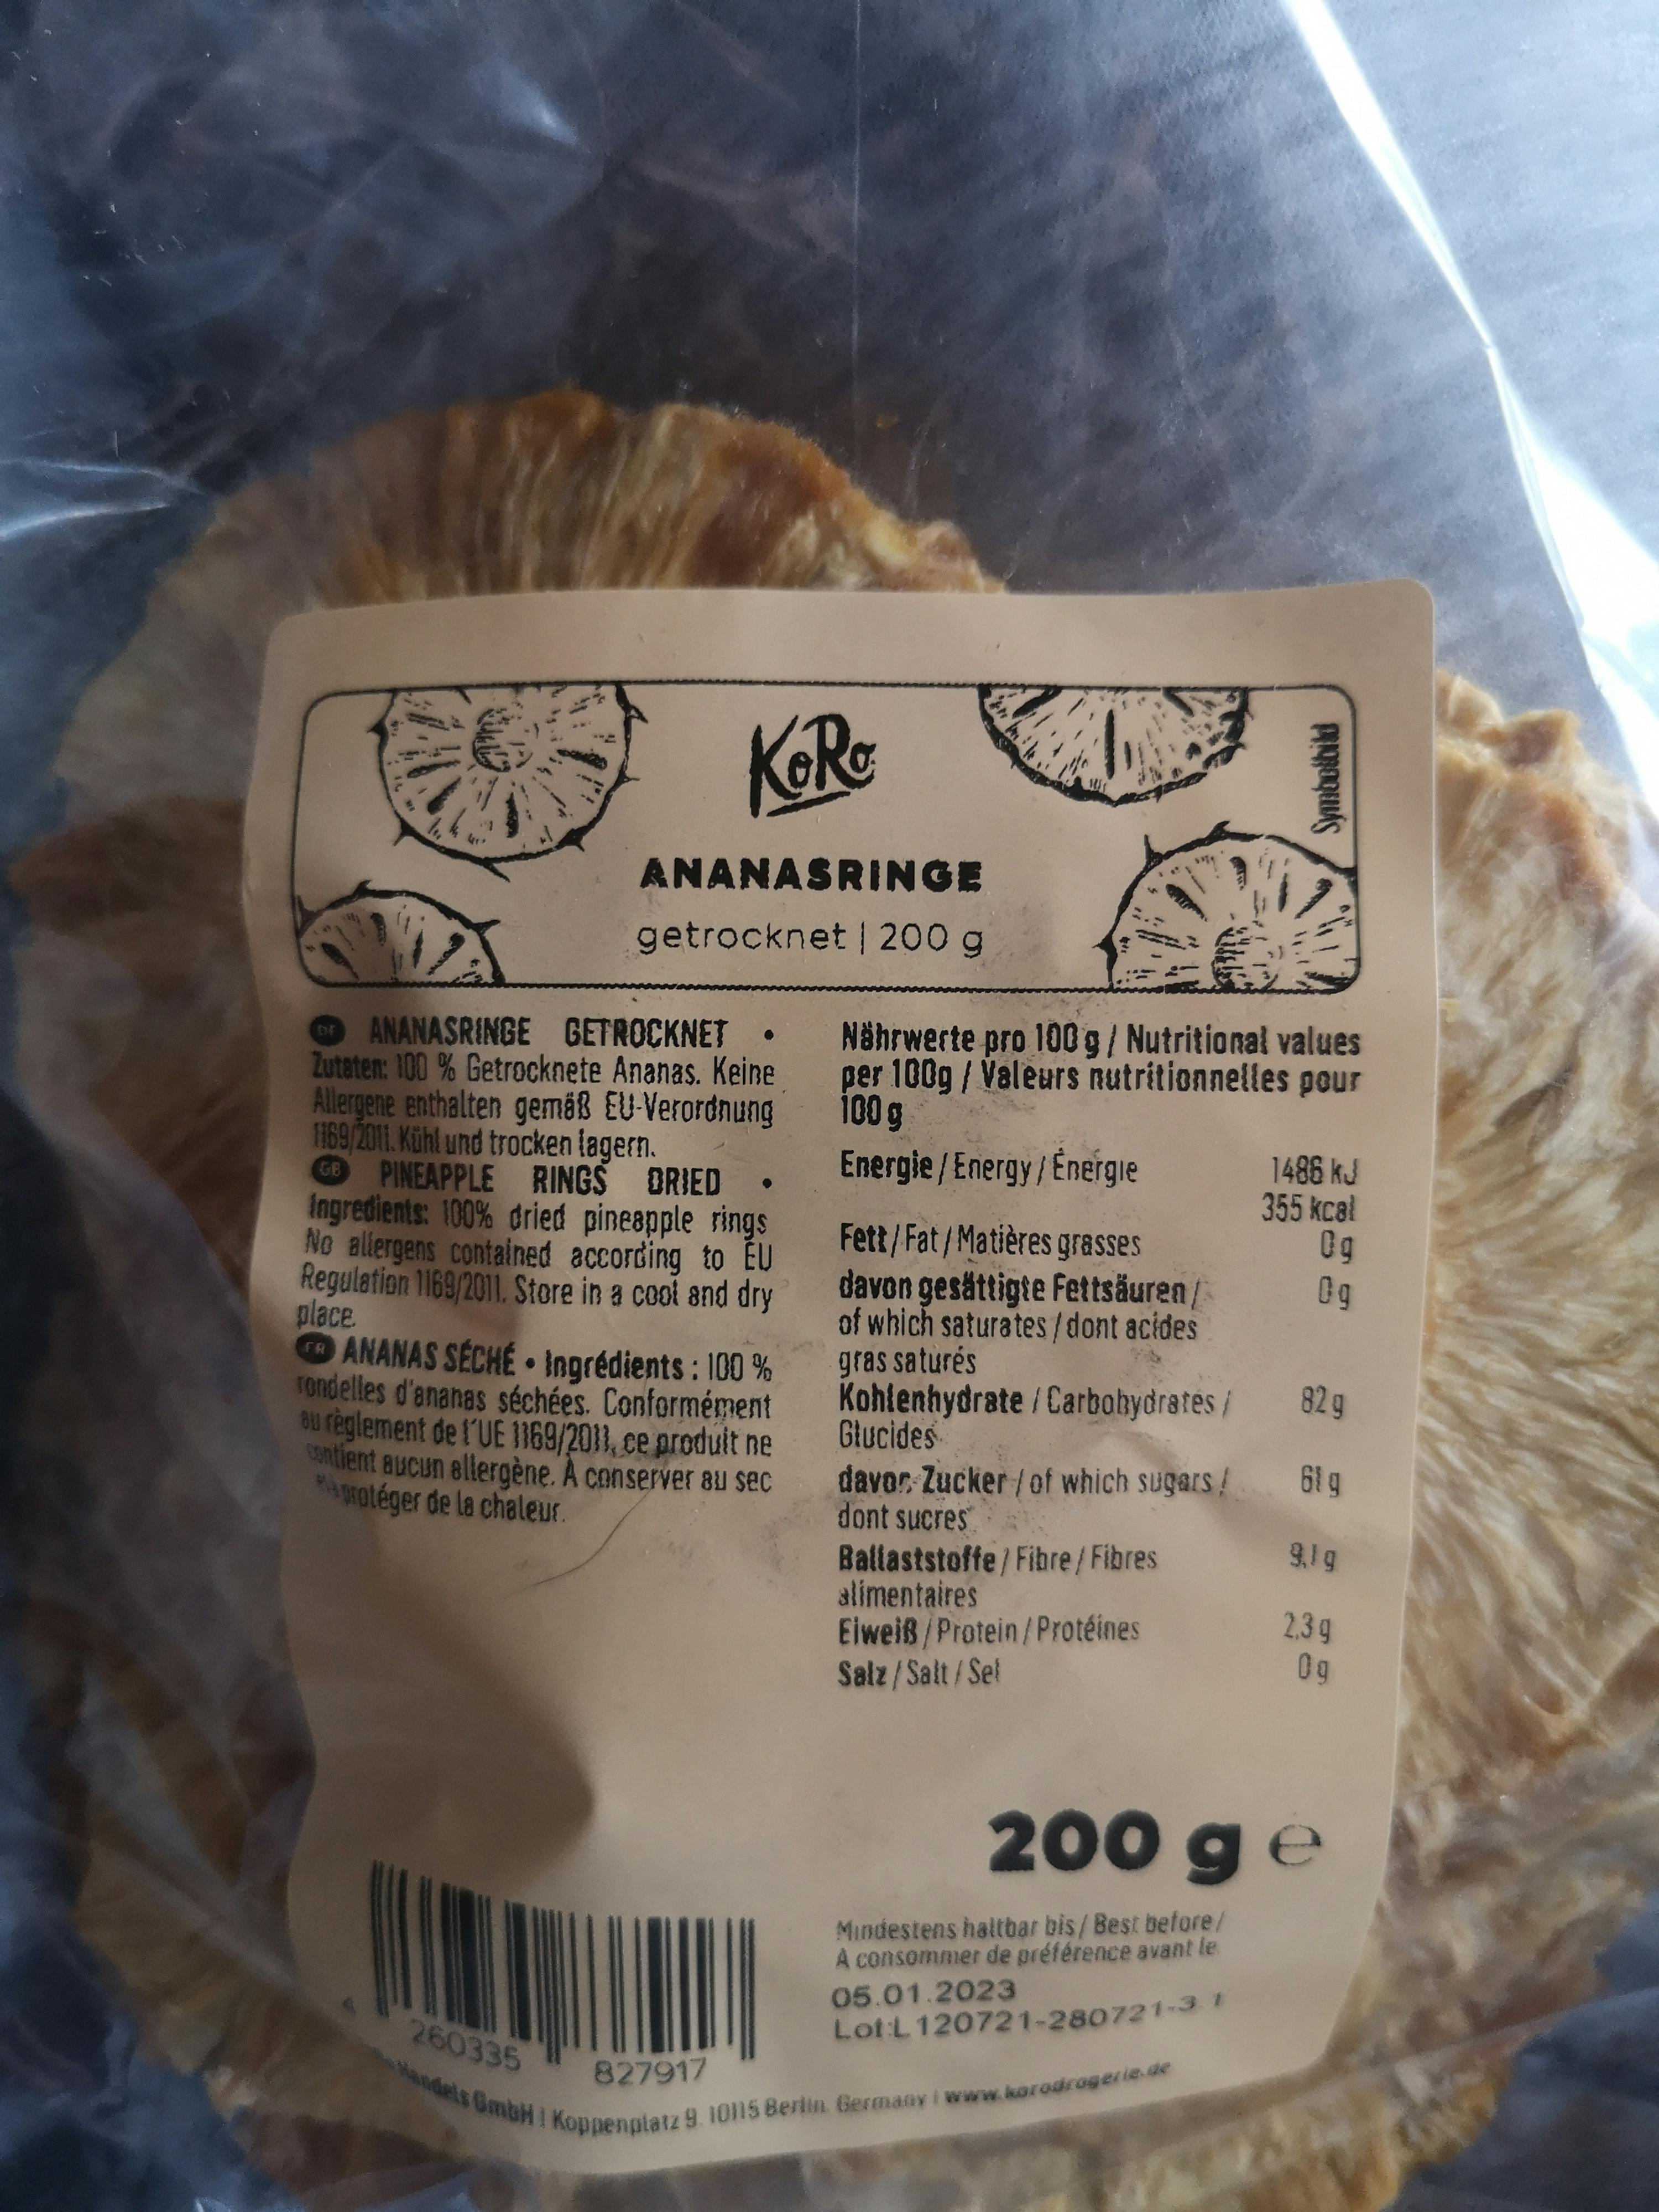 KoRo
Symbolbild
ANANASRINGE
getrocknet | 200 g
DE ANANASRINGE GETROCKNET •
Zutaten: 100 % Getrocknete Ananas. Keine
Allergene enthalten gemäß EU-Verordnung
1169/2011. Kühl und trocken lagern.
GB PINEAPPLE RINGS DRIED •
Ingredients: 100% dried pineapple rings
No allergens contained according to EU
Regulation 1169/2011. Store in a cool and dry
place.
FR ANANAS SÉCHÉ • Ingrédients : 100 %
rondelles d'ananas séchées. Conformément
au règlement de l´UE 1169/2011, ce produit ne
contient aucun allergène. À conserver au sec
protéger de la chaleur.
Nährwerte pro 100 g / Nutritional values
per 100g / Valeurs nutritionnelles pour
100 g
Energie / Energy / Énergie 1486 kJ
355 kcal
Fett / Fat / Matières grasses 0 g
davon gesättigte Fettsäuren / 0 g
of which saturates / dont acides
gras saturés
Kohlenhydrate / Carbohydrates / 82 g
Glucides
davon Zucker / of which sugars / 61 g
dont sucres
Ballaststoffe / Fibre / Fibres 9,1 g
alimentaires
Eiweiß / Protein / Protéines 2,3 g
Salz / Salt / Sel 0 g
200 g e
Mindestens haltbar bis / Best before /
A consommer de préférence avant le
05.01.2023
Lot:L120721-280721-3 1
4 260335 827917
Handels GmbH | Koppenplatz 9, 10115 Berlin, Germany | www.korodrogerie.de